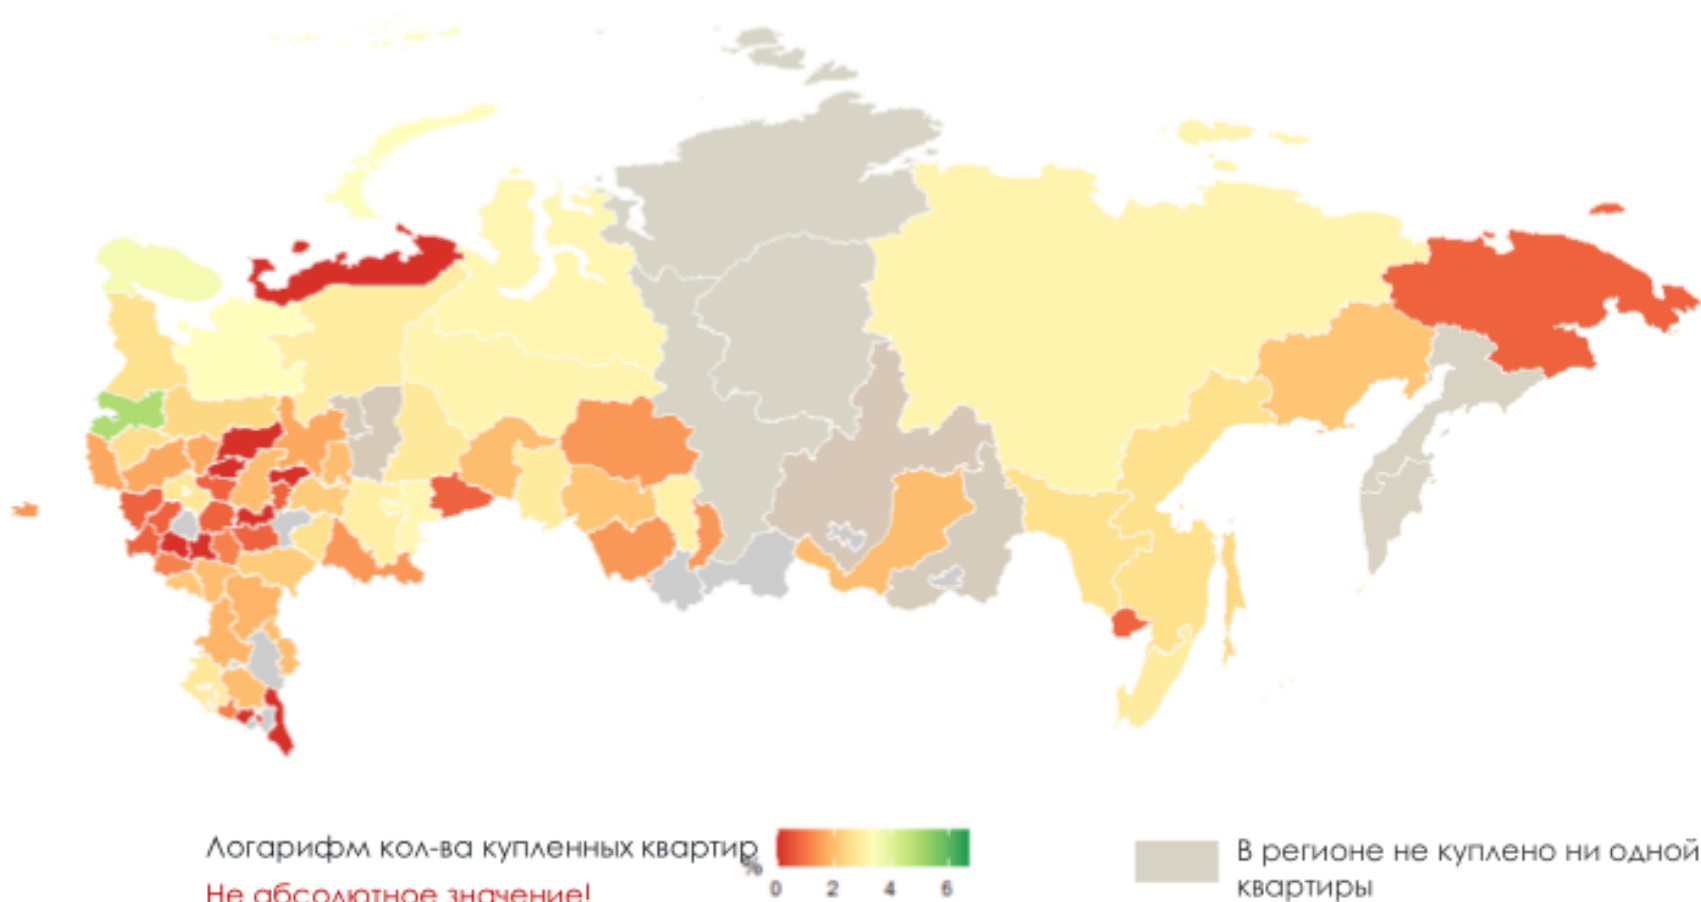 Логарифм кол-ва купленных квартир
%
0 2 4 6
Не абсолютное значение!
В регионе не куплено ни одной
квартиры